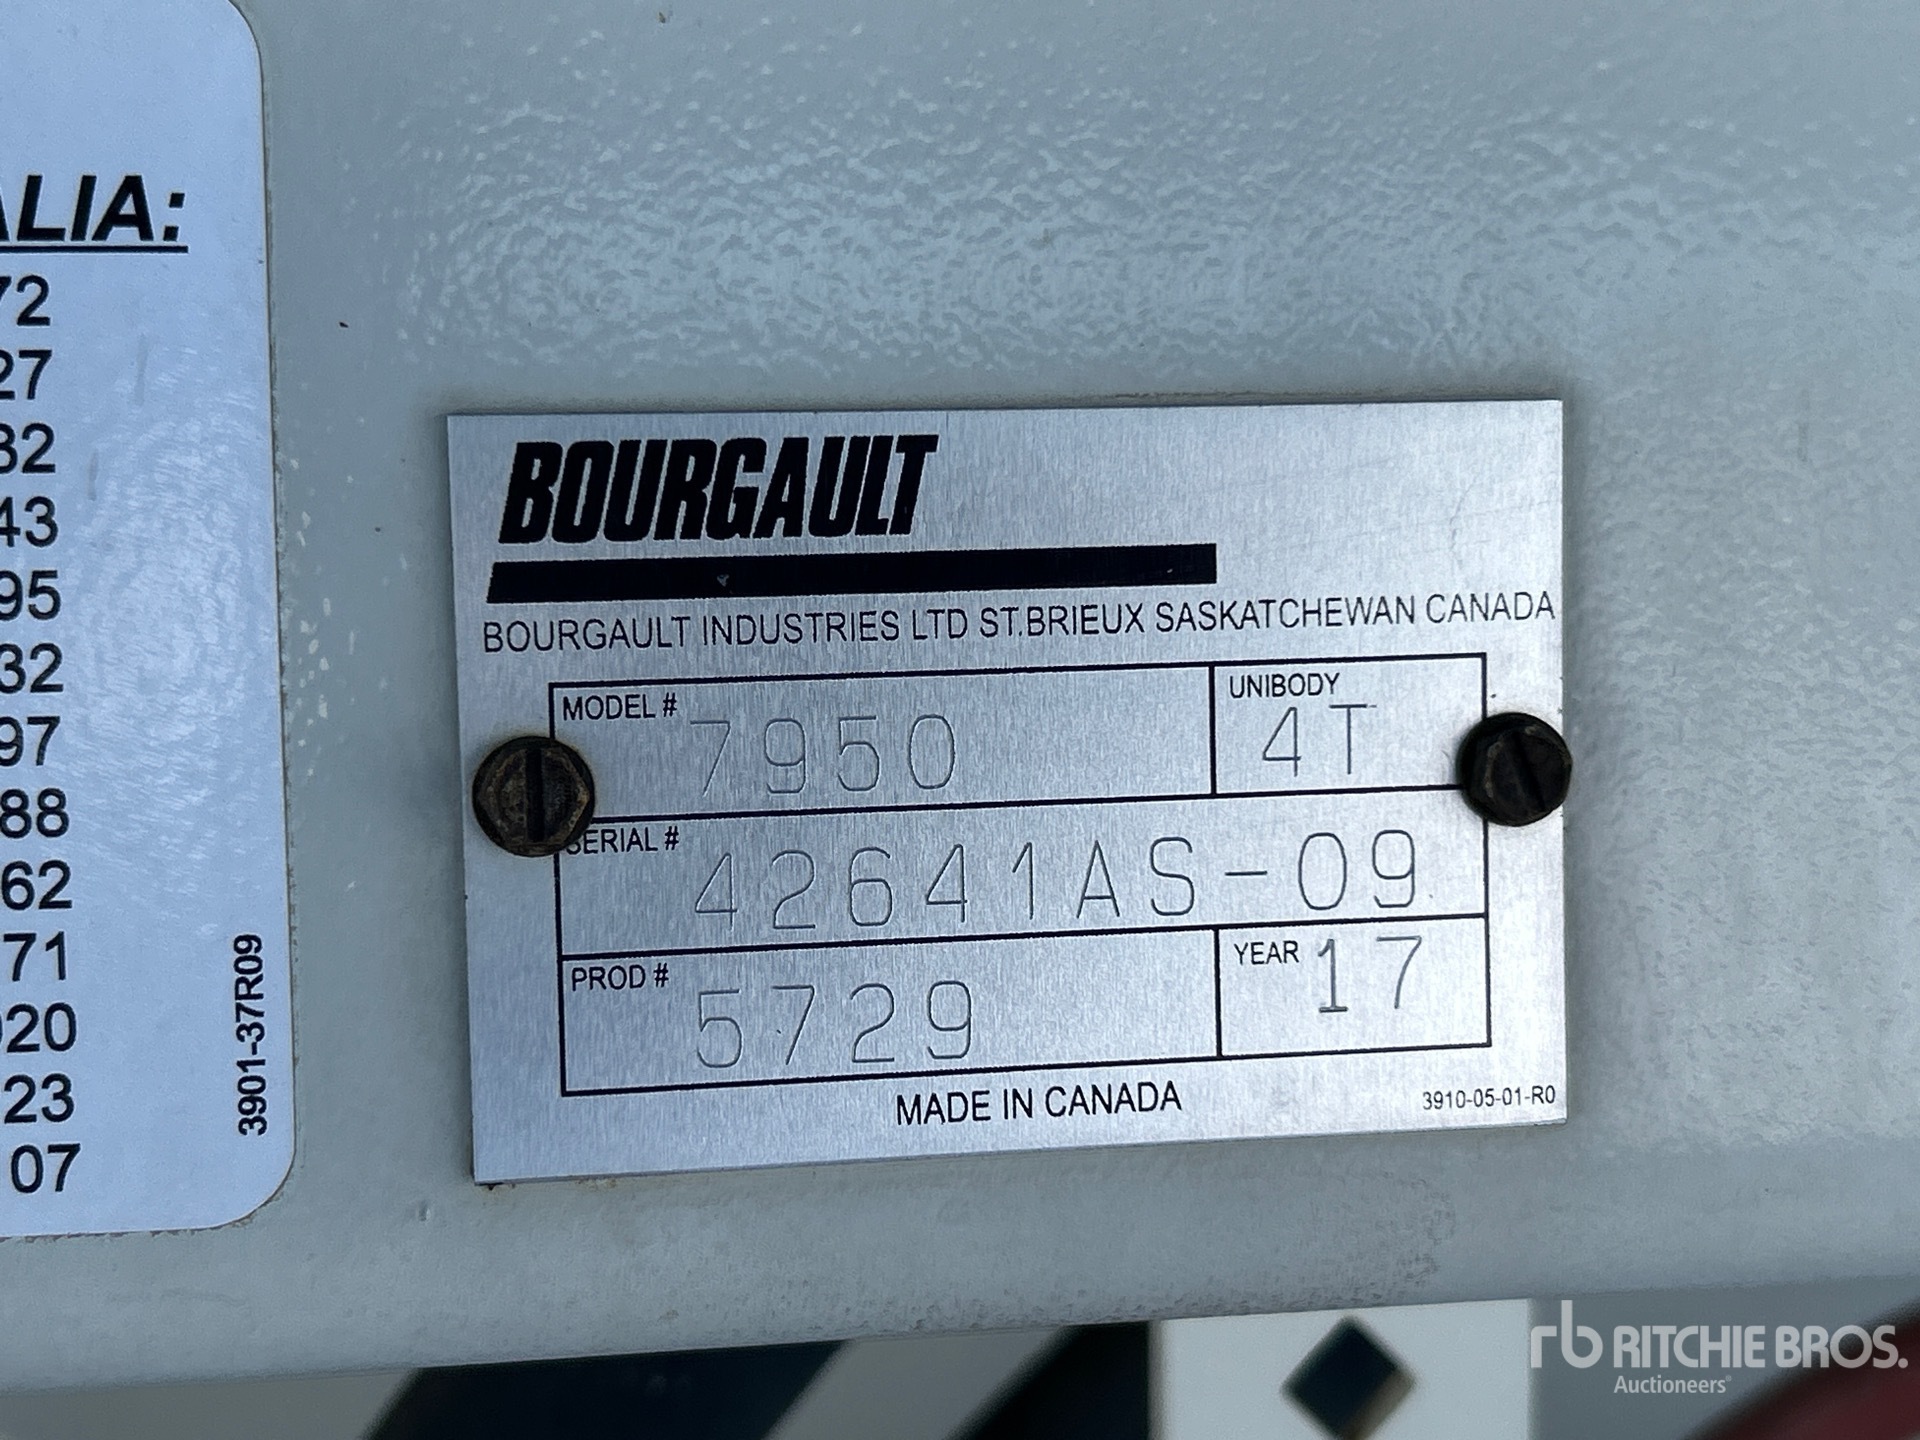 ALIA:
72
27
32
43
95
32
97
88
62
71
020
23
07
3901-37R09
BOURGAULT
BOURGAULT INDUSTRIES LTD ST.BRIEUX SASKATCHEWAN CANADA
MODEL # 7950
UNIBODY 4T
SERIAL # 42641AS-09
PROD # 5729
YEAR 17
MADE IN CANADA
3910-05-01-R0
rb RITCHIE BROS.
Auctioneers